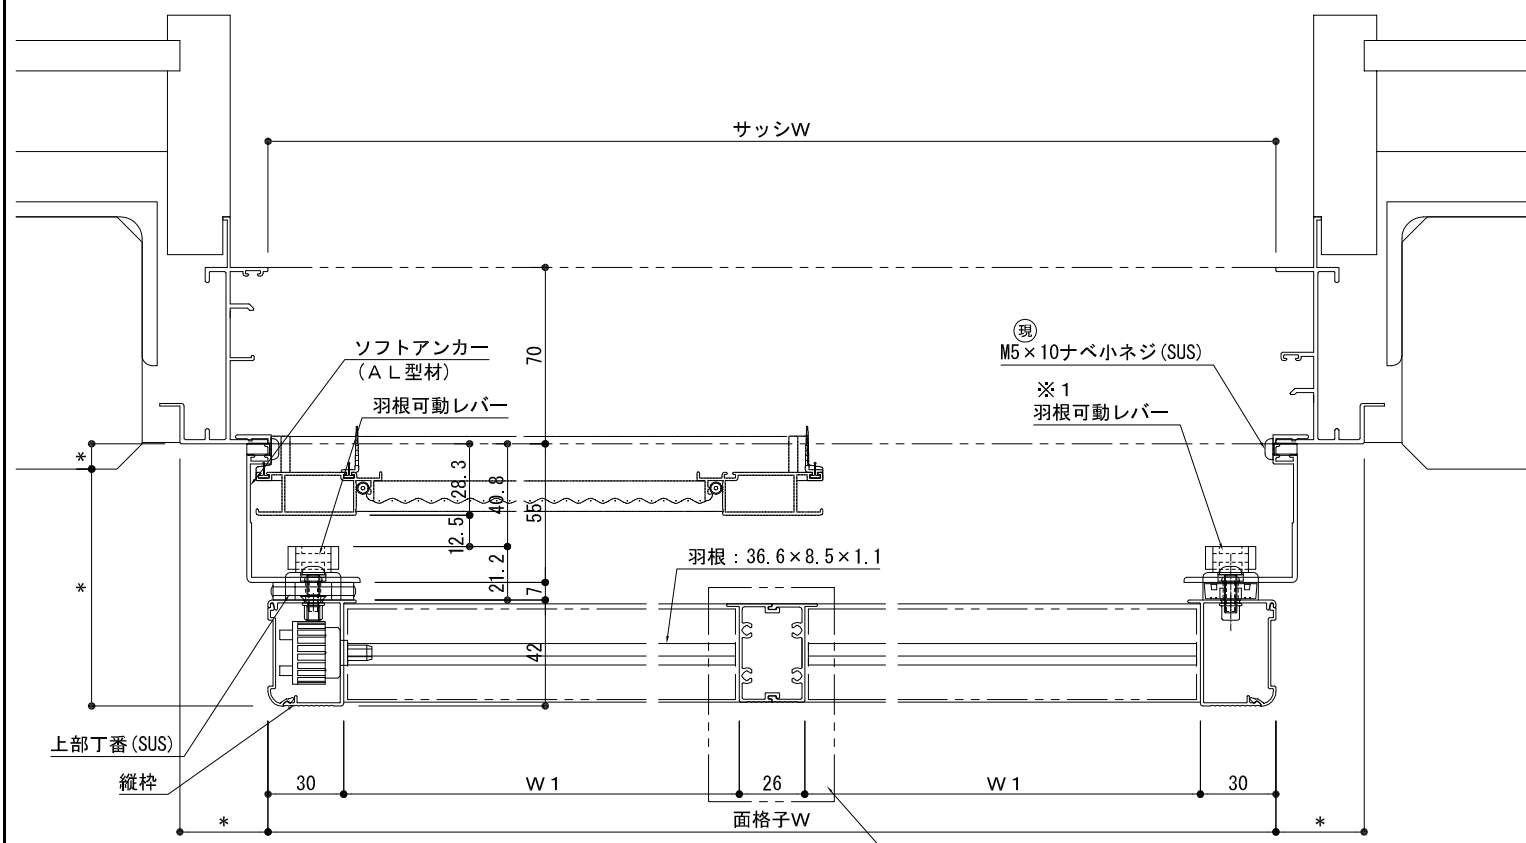 サッシW
ソフトアンカー
(AL型材)
羽根可動レバー
70
現
M5×10ナベ小ネジ(SUS)
※1
羽根可動レバー
*
28.3
40.8
55
12.5
21.2
7
羽根：36.6×8.5×1.1
*
42
上部丁番(SUS)
縦枠
30
W1
26
W1
30
*
面格子W
*